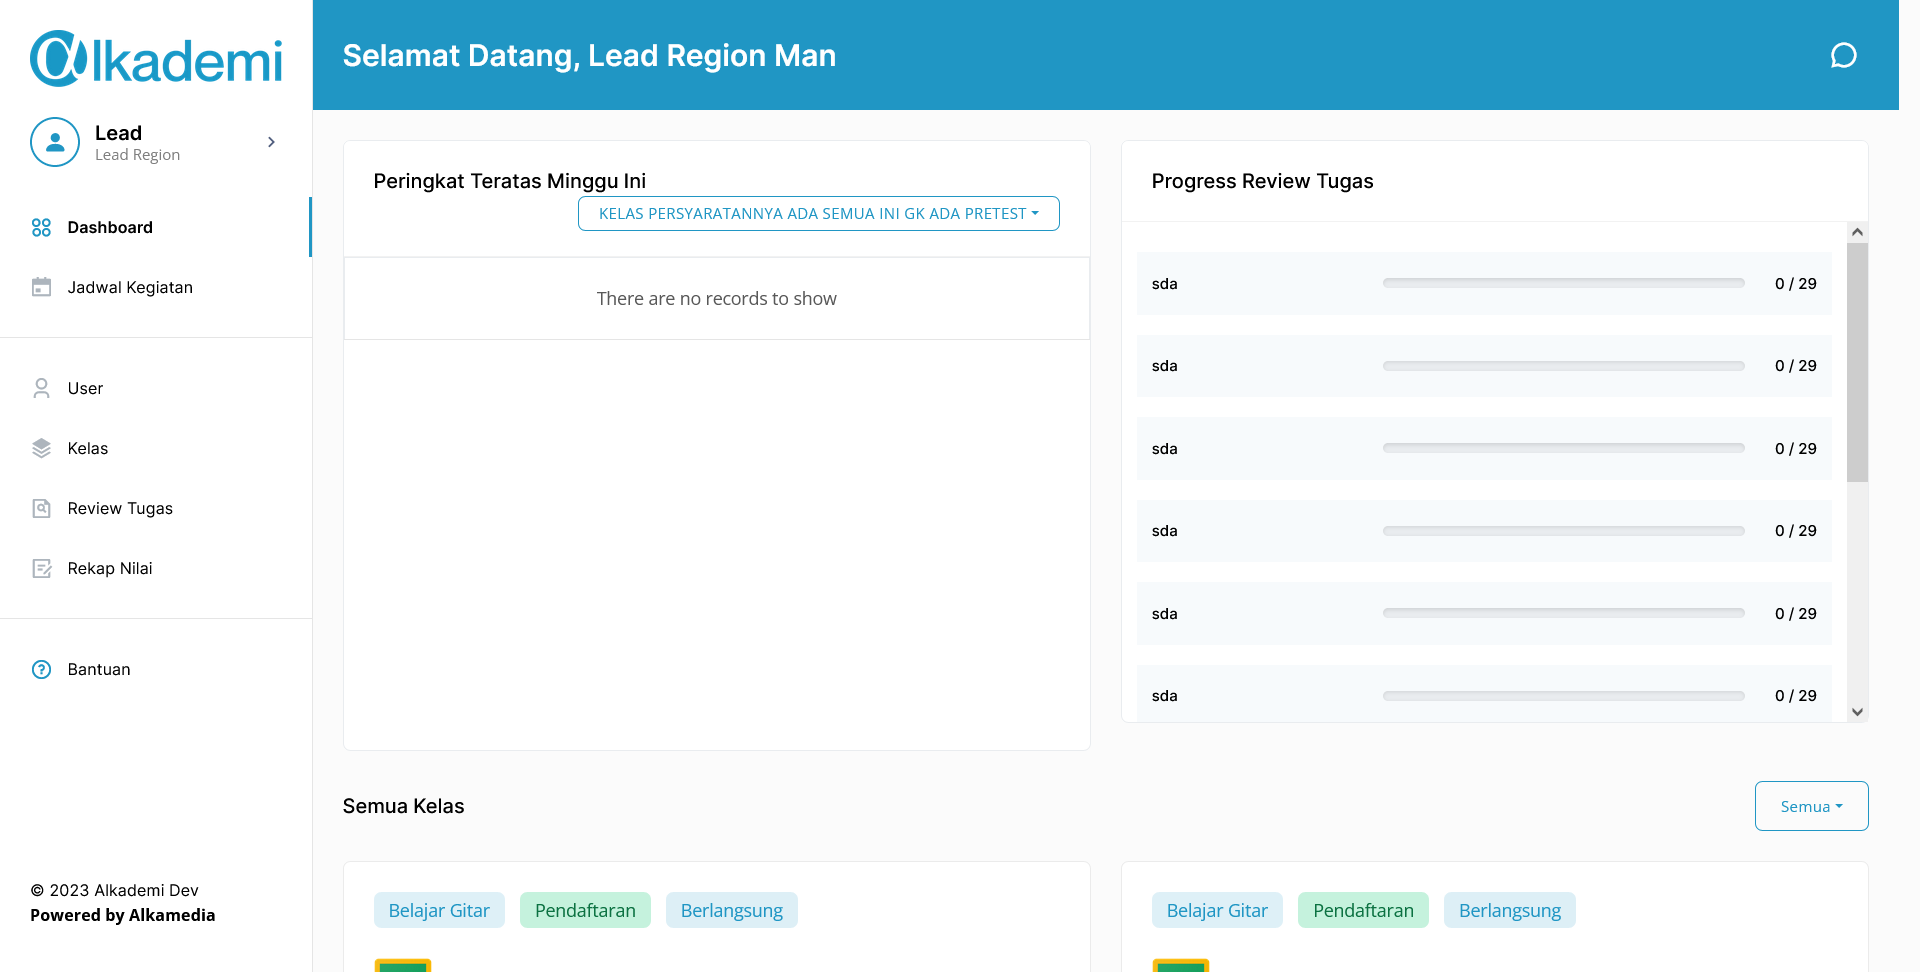 Alkademi
Lead
Lead Region
Dashboard
Jadwal Kegiatan
User
Kelas
Review Tugas
Rekap Nilai
Bantuan
© 2023 Alkademi Dev
Powered by Alkamedia
Selamat Datang, Lead Region Man
Peringkat Teratas Minggu Ini
KELAS PERSYARATANNYA ADA SEMUA INI GK ADA PRETEST
There are no records to show
Progress Review Tugas
sda 0 / 29
sda 0 / 29
sda 0 / 29
sda 0 / 29
sda 0 / 29
sda 0 / 29
Semua Kelas
Semua
Belajar Gitar Pendaftaran Berlangsung
Belajar Gitar Pendaftaran Berlangsung